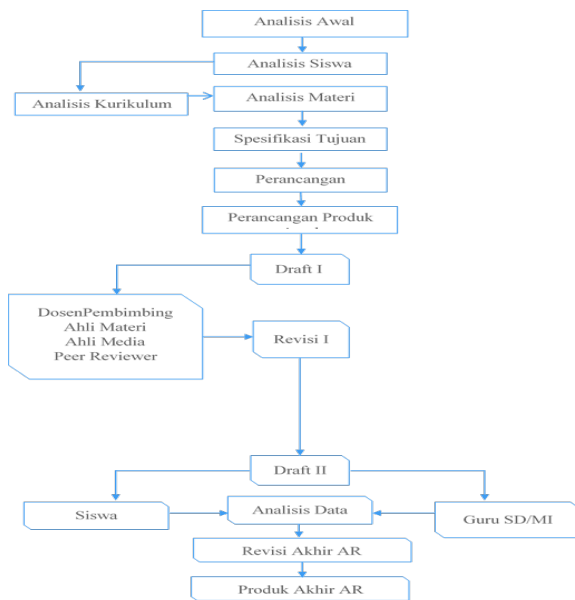 Analisis Awal
Analisis Siswa
Analisis Kurikulum
Analisis Materi
Spesifikasi Tujuan
Perancangan
Perancangan Produk
Draft I
DosenPembimbing
Ahli Materi
Ahli Media
Peer Reviewer
Revisi I
Draft II
Siswa
Analisis Data
Guru SD/MI
Revisi Akhir AR
Produk Akhir AR